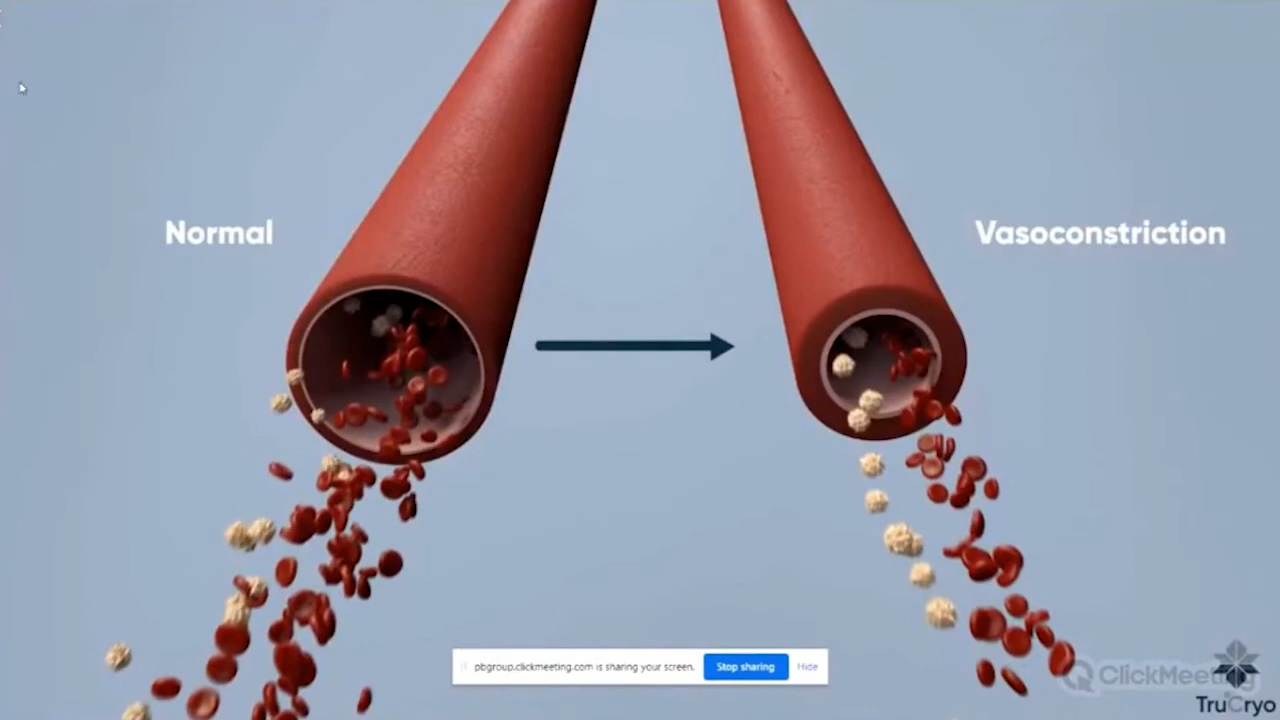 Normal
Vasoconstriction
pbgroup.clickmeeting.com is sharing your screen.
Stop sharing
Hide
ClickMeeting
TruCryo